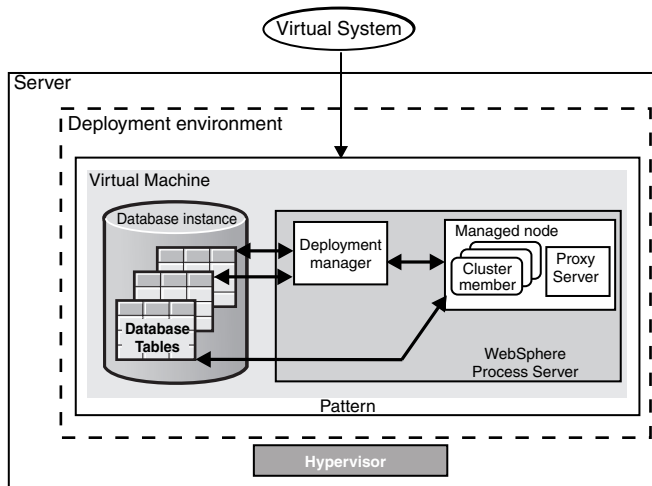 Virtual System
Server
Deployment environment
Virtual Machine
Database instance
Deployment
manager
Managed node
Cluster
member
Proxy
Server
Database
Tables
WebSphere
Process Server
Pattern
Hypervisor